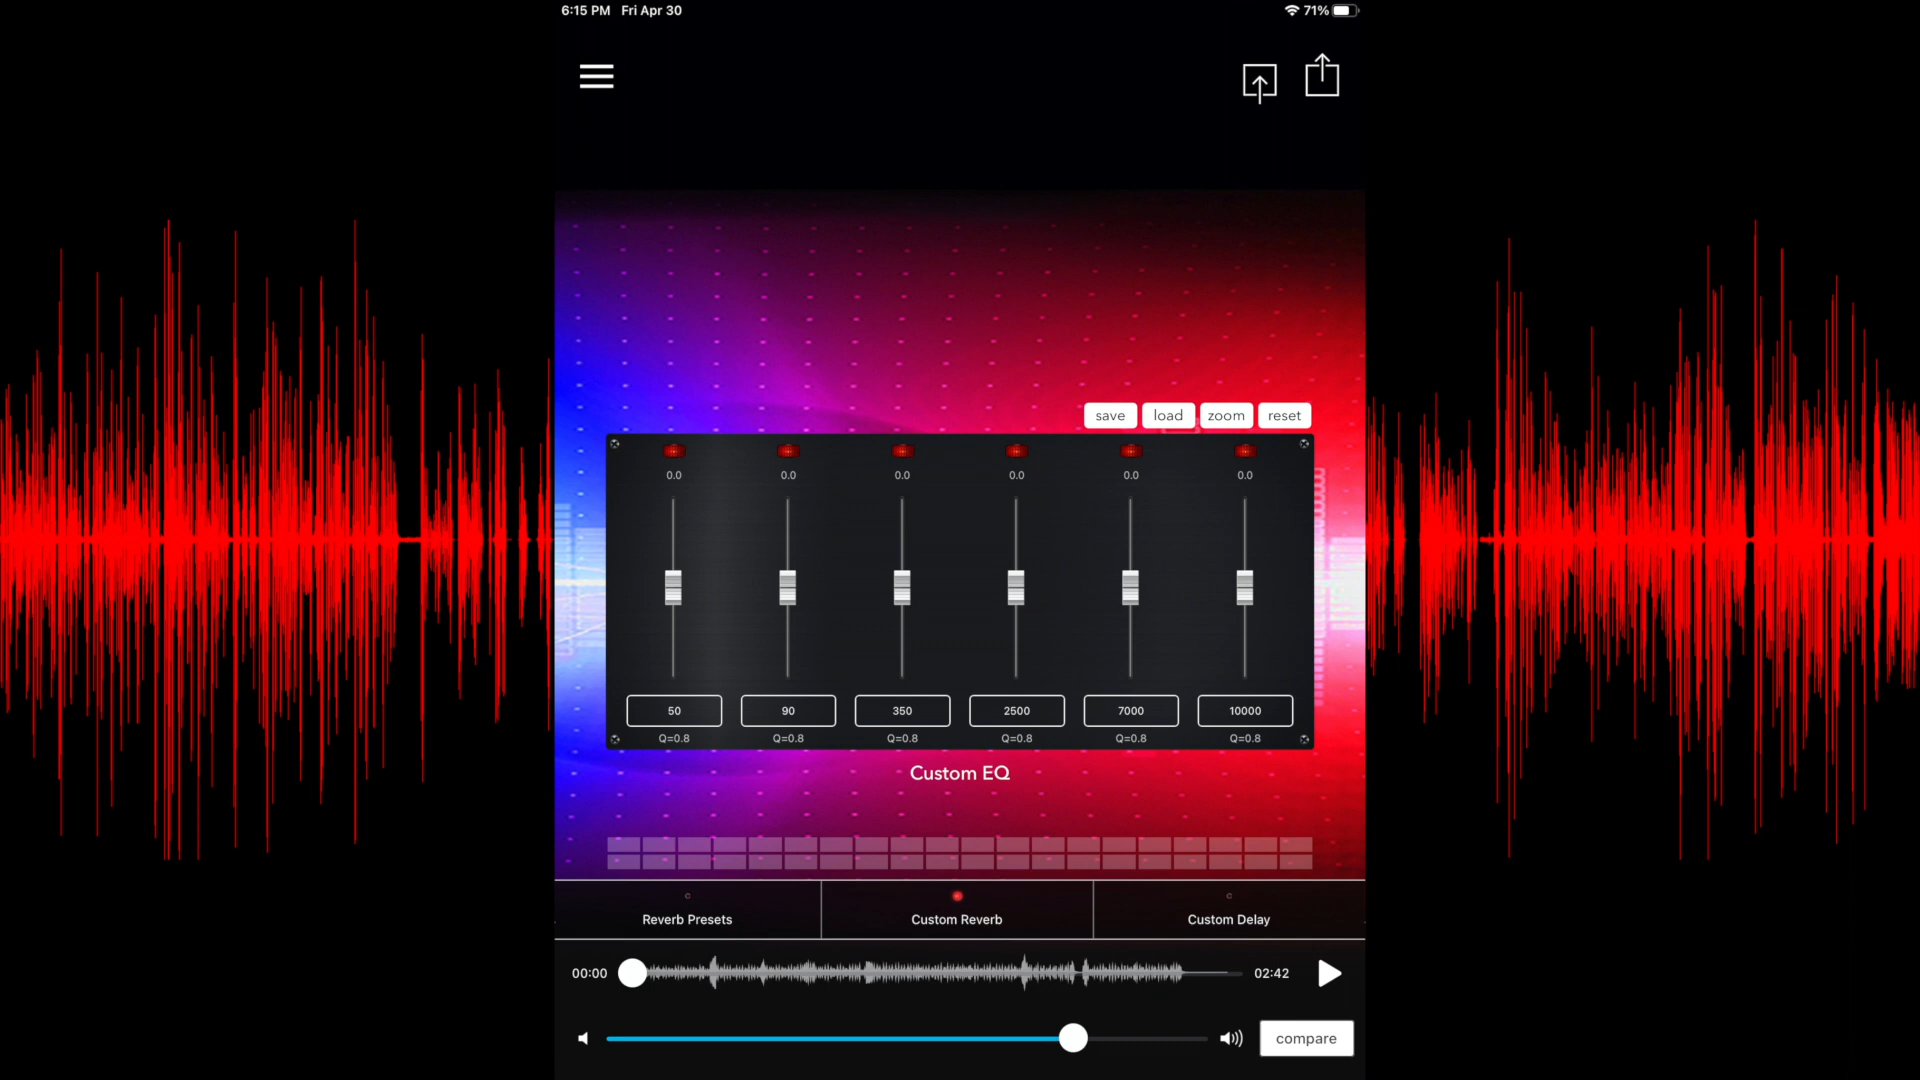 6:15 PM Fri Apr 30 71%
save load zoom reset
0.0 0.0 0.0 0.0 0.0 0.0
50 90 350 2500 7000 10000
Q=0.8 Q=0.8 Q=0.8 Q=0.8 Q=0.8 Q=0.8
Custom EQ
Reverb Presets Custom Reverb Custom Delay
00:00 02:42
compare